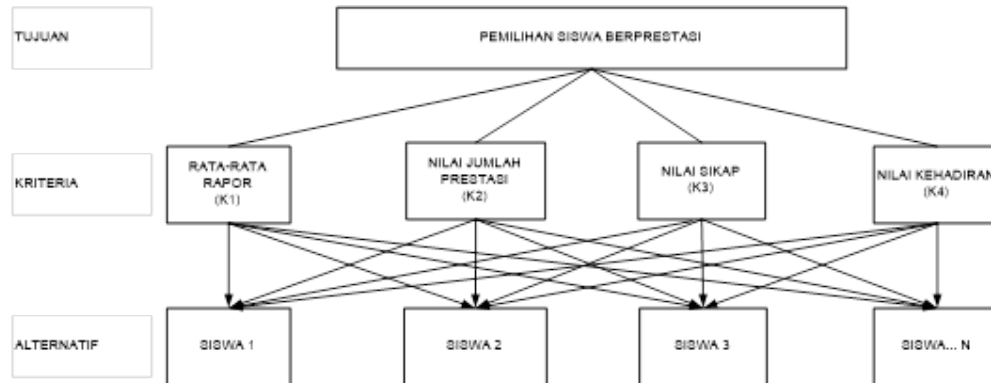 TUJUAN
PEMILIHAN SISWA BERPRESTASI
KRITERIA
RATA-RATA
RAPOR
(K1)
NILAI JUMLAH
PRESTASI
(K2)
NILAI SIKAP
(K3)
NILAI KEHADIRAN
(K4)
ALTERNATIF
SISWA 1
SISWA 2
SISWA 3
SISWA... N